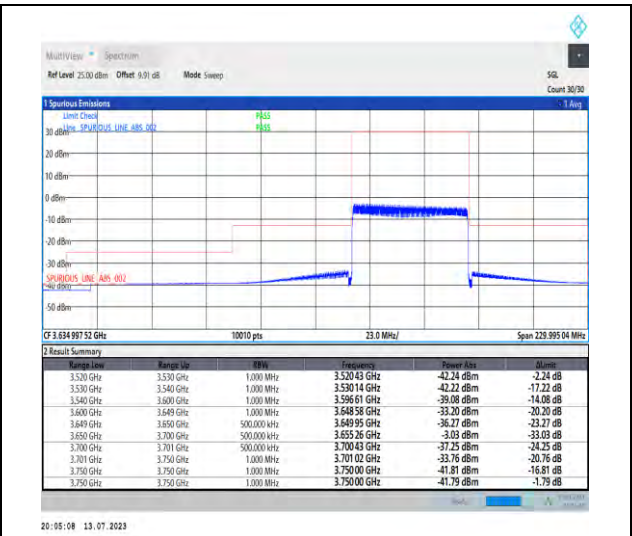 MultiView Spectrum
Ref Level 25.00 dBm Offset 9.91 dB Mode Sweep SGL
Count 30/30
1 Spurious Emissions 1 Avg
Limit Check PASS
Line SPURIOUS_LINE_ABS_002 PASS
30 dBm
20 dBm
10 dBm
0 dBm
-10 dBm
-20 dBm
-30 dBm
SPURIOUS_LINE_ABS_002
-40 dBm
-50 dBm
CF 3.634 997 52 GHz 10010 pts 23.0 MHz/ Span 229.995 04 MHz
2 Result Summary
Range Low Range Up RBW Frequency Power Abs ΔLimit
3.520 GHz 3.530 GHz 1.000 MHz 3.520 43 GHz -42.24 dBm -2.24 dB
3.530 GHz 3.540 GHz 1.000 MHz 3.530 14 GHz -42.22 dBm -17.22 dB
3.540 GHz 3.600 GHz 1.000 MHz 3.596 61 GHz -39.08 dBm -14.08 dB
3.600 GHz 3.649 GHz 1.000 MHz 3.648 58 GHz -33.20 dBm -20.20 dB
3.649 GHz 3.650 GHz 500.000 kHz 3.649 95 GHz -36.27 dBm -23.27 dB
3.650 GHz 3.700 GHz 500.000 kHz 3.655 26 GHz -3.03 dBm -33.03 dB
3.700 GHz 3.701 GHz 500.000 kHz 3.700 43 GHz -37.25 dBm -24.25 dB
3.701 GHz 3.750 GHz 1.000 MHz 3.701 02 GHz -33.76 dBm -20.76 dB
3.750 GHz 3.750 GHz 1.000 MHz 3.750 00 GHz -41.81 dBm -16.81 dB
3.750 GHz 3.750 GHz 1.000 MHz 3.750 00 GHz -41.79 dBm -1.79 dB
20:05:08 13.07.2023